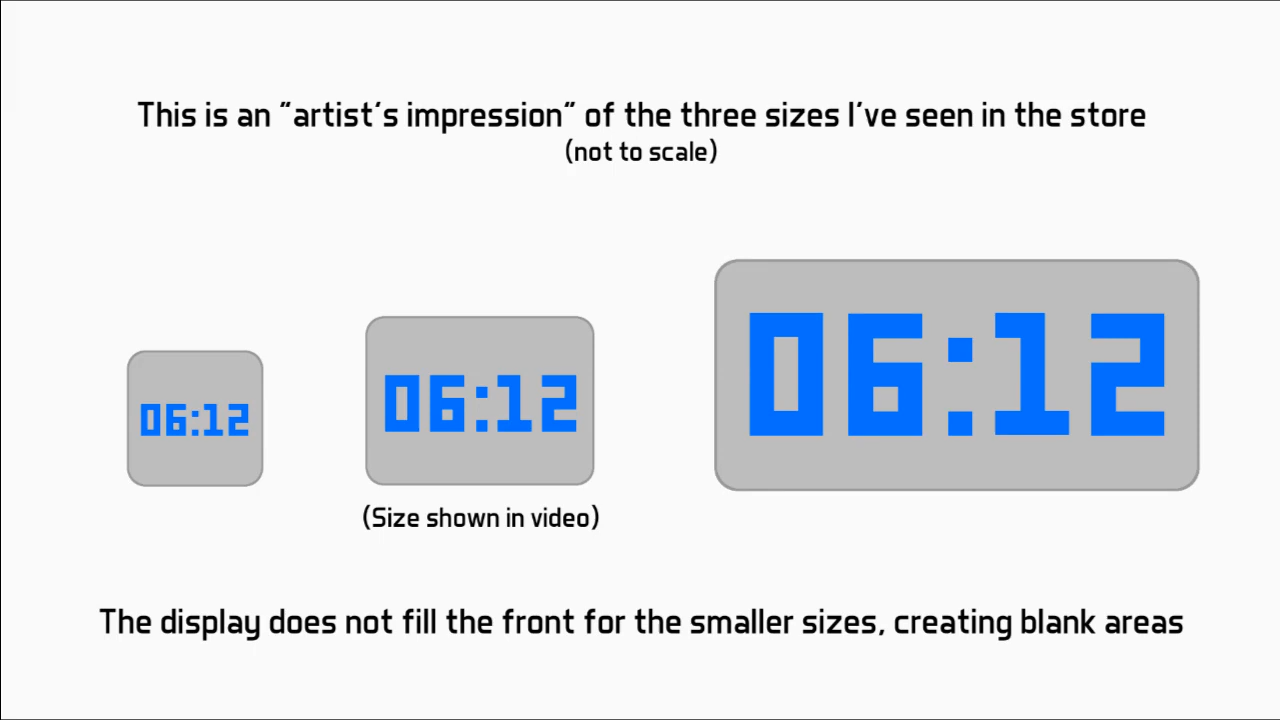 This is an "artist's impression" of the three sizes I've seen in the store
(not to scale)
06:12
06:12
06:12
(Size shown in video)
The display does not fill the front for the smaller sizes, creating blank areas